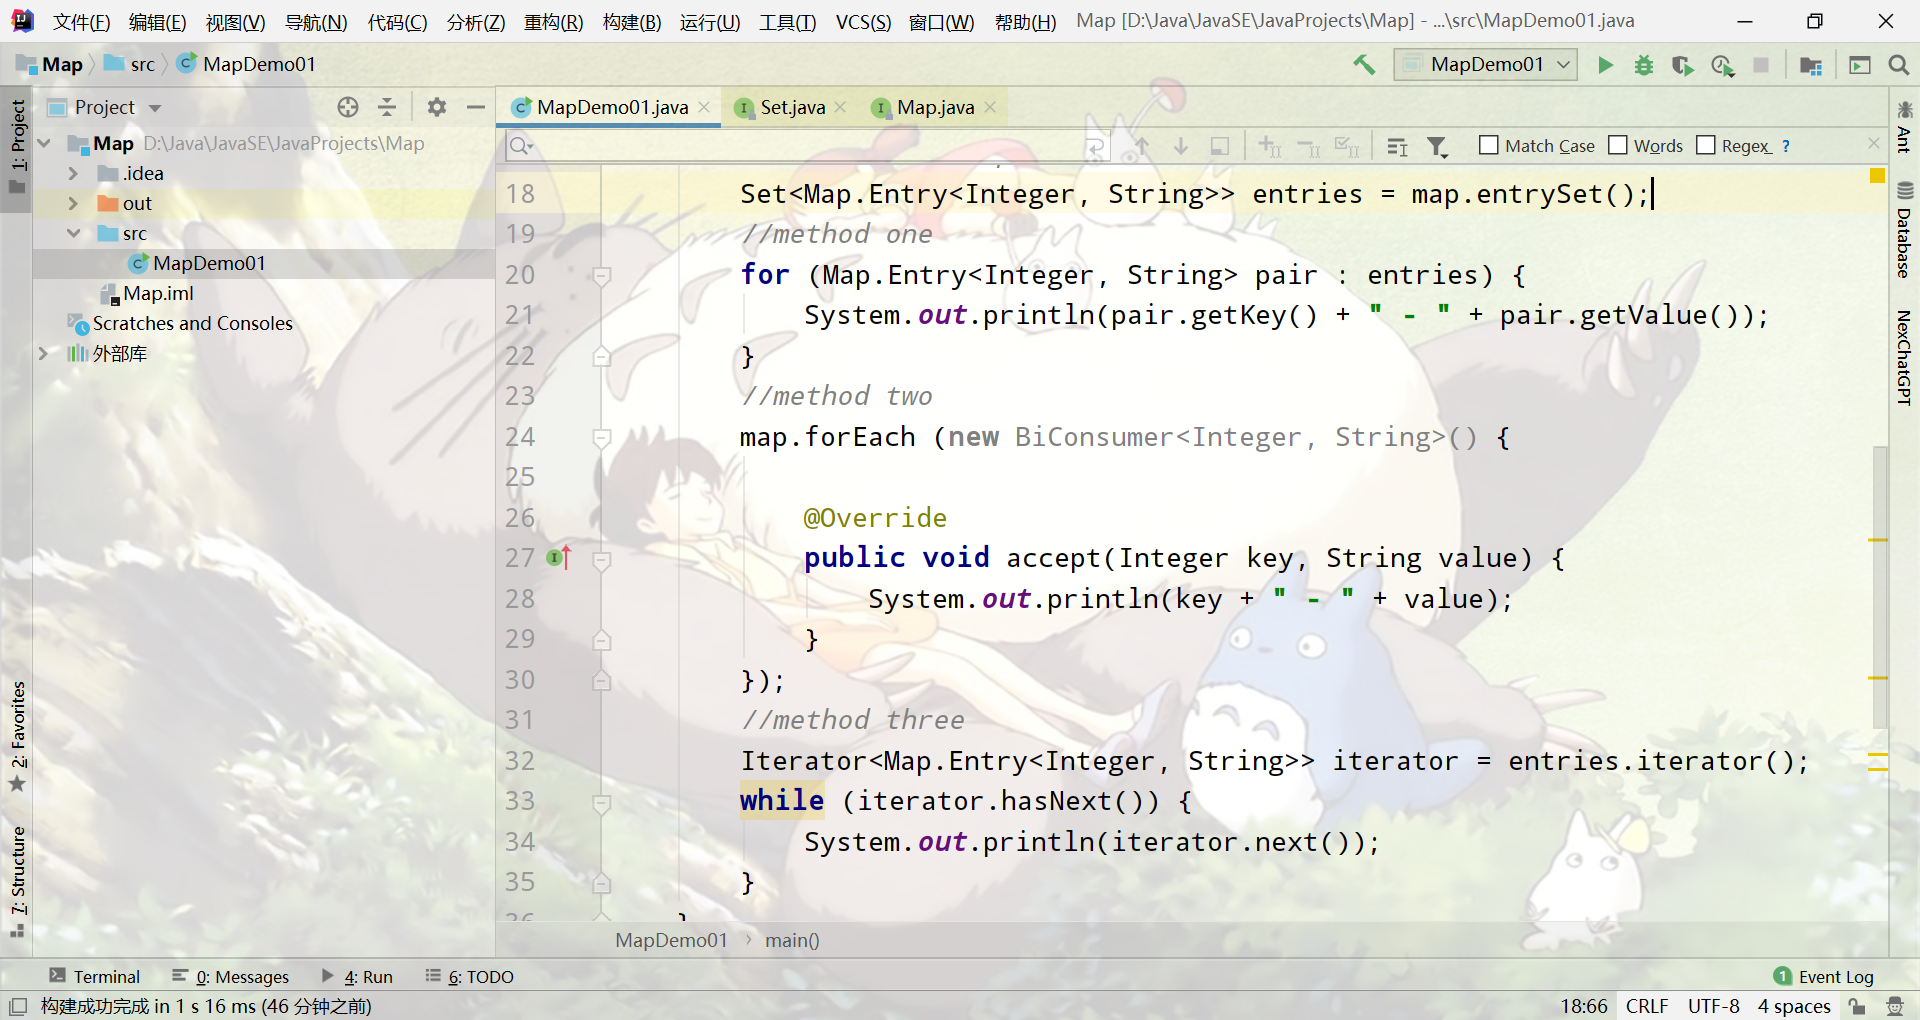 文件(F) 编辑(E) 视图(V) 导航(N) 代码(C) 分析(Z) 重构(R) 构建(B) 运行(U) 工具(T) VCS(S) 窗口(W) 帮助(H) Map [D:\Java\JavaSE\JavaProjects\Map] - ...\src\MapDemo01.java
Map src MapDemo01 MapDemo01
1: Project
2: Favorites
7: Structure
Project
Map D:\Java\JavaSE\JavaProjects\Map
.idea
out
src
MapDemo01
Map.iml
Scratches and Consoles
外部库
MapDemo01.java Set.java Map.java
Match Case Words Regex ?
18 Set<Map.Entry<Integer, String>> entries = map.entrySet();
19 //method one
20 for (Map.Entry<Integer, String> pair : entries) {
21 System.out.println(pair.getKey() + " - " + pair.getValue());
22 }
23 //method two
24 map.forEach (new BiConsumer<Integer, String>() {
25
26 @Override
27 public void accept(Integer key, String value) {
28 System.out.println(key + " - " + value);
29 }
30 });
31 //method three
32 Iterator<Map.Entry<Integer, String>> iterator = entries.iterator();
33 while (iterator.hasNext()) {
34 System.out.println(iterator.next());
35 }
36 }
MapDemo01 main()
Ant
Database
NexChatGPT
Terminal 0: Messages 4: Run 6: TODO 1 Event Log
构建成功完成 in 1 s 16 ms (46 分钟之前) 18:66 CRLF UTF-8 4 spaces